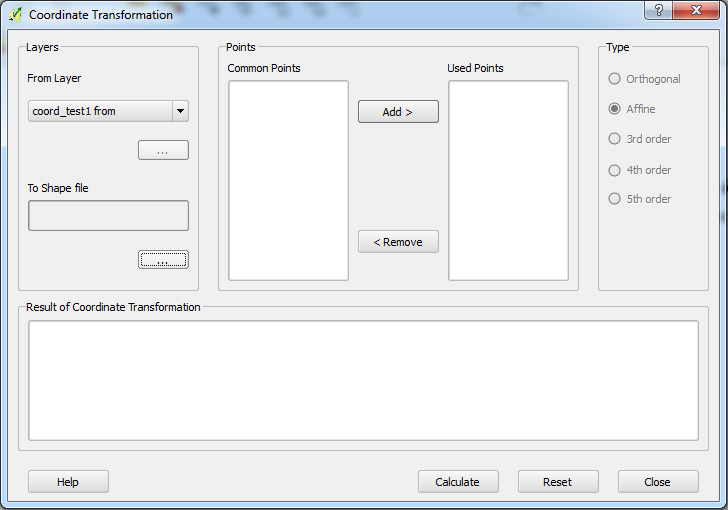 Coordinate Transformation
?
Layers
From Layer
coord_test1 from
...
To Shape file
...
Points
Common Points
Used Points
Add >
< Remove
Type
Orthogonal
Affine
3rd order
4th order
5th order
Result of Coordinate Transformation
Help
Calculate
Reset
Close